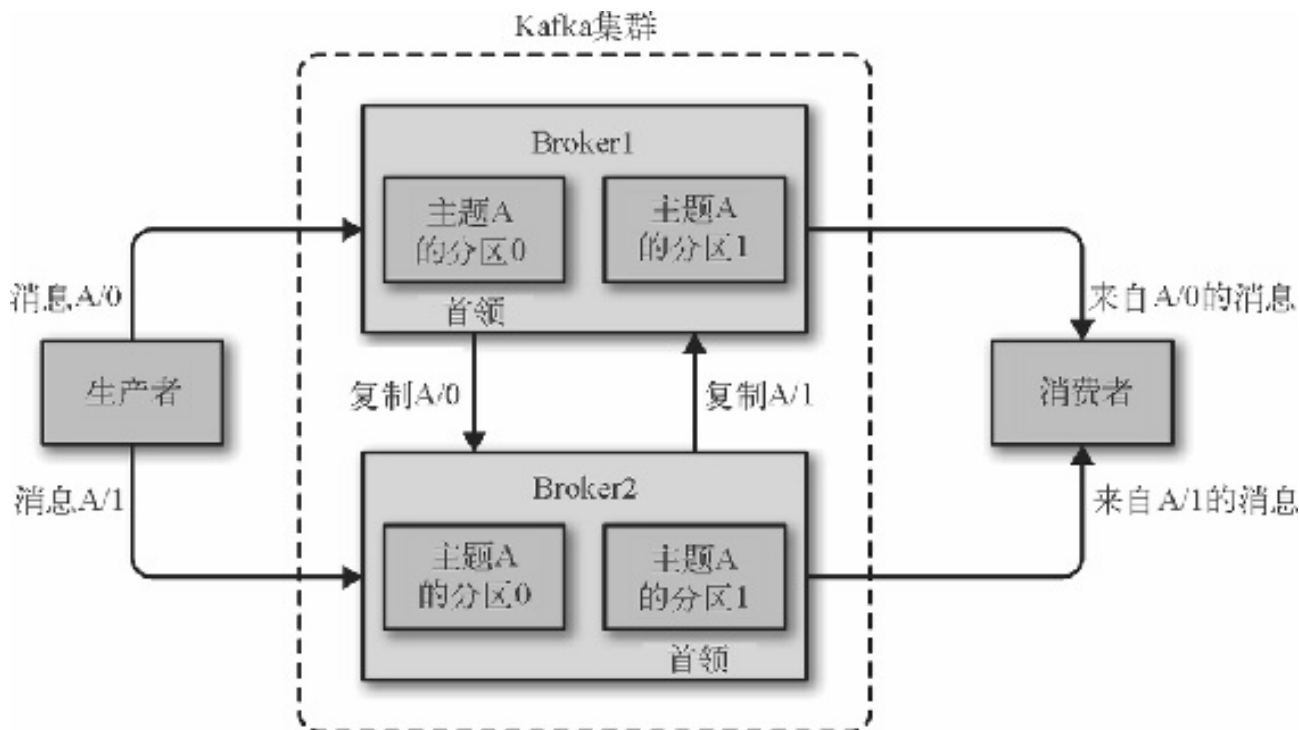 Kafka集群
Broker1
主题A
的分区0
主题A
的分区1
首领
消息A/0
来自A/0的消息
生产者
复制A/0
复制A/1
消费者
消息A/1
来自A/1的消息
Broker2
主题A
的分区0
主题A
的分区1
首领